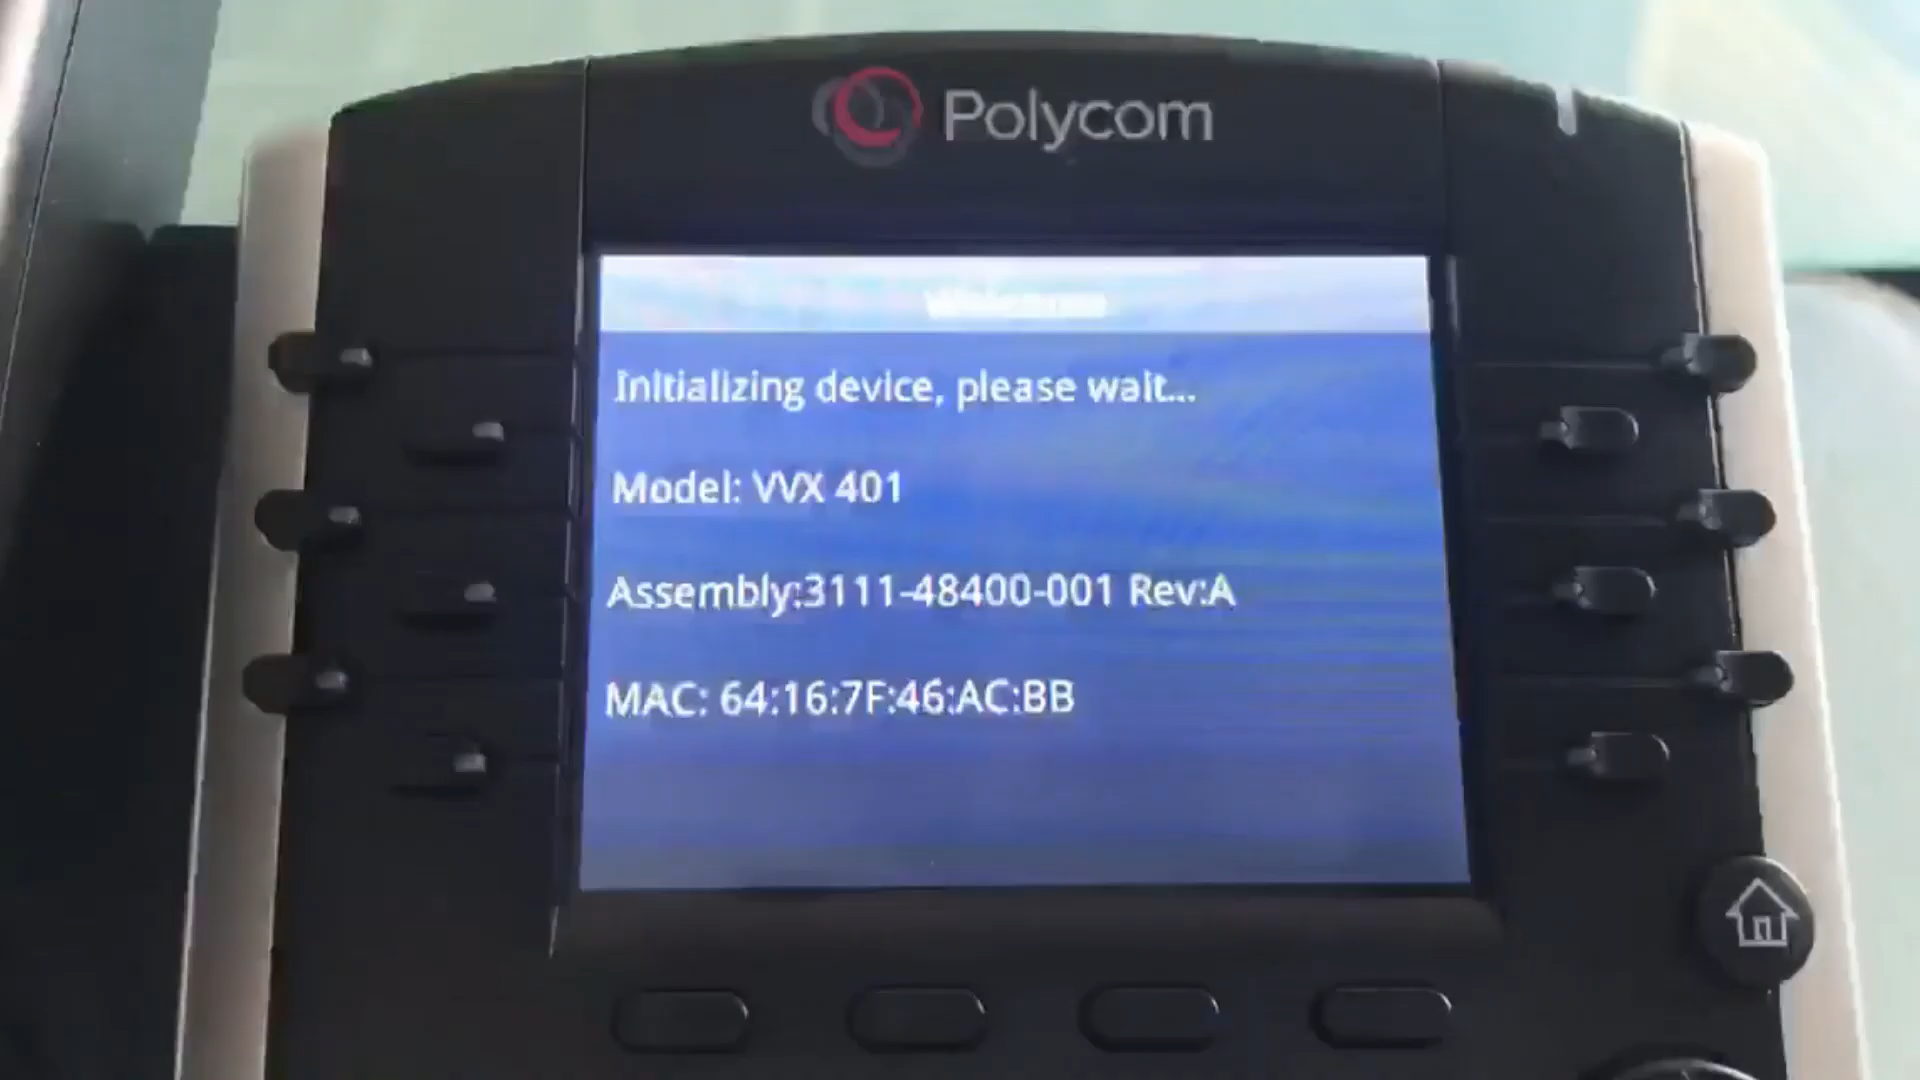 Polycom
Welcome
Initializing device, please wait...
Model: VVX 401
Assembly:3111-48400-001 Rev:A
MAC: 64:16:7F:46:AC:BB